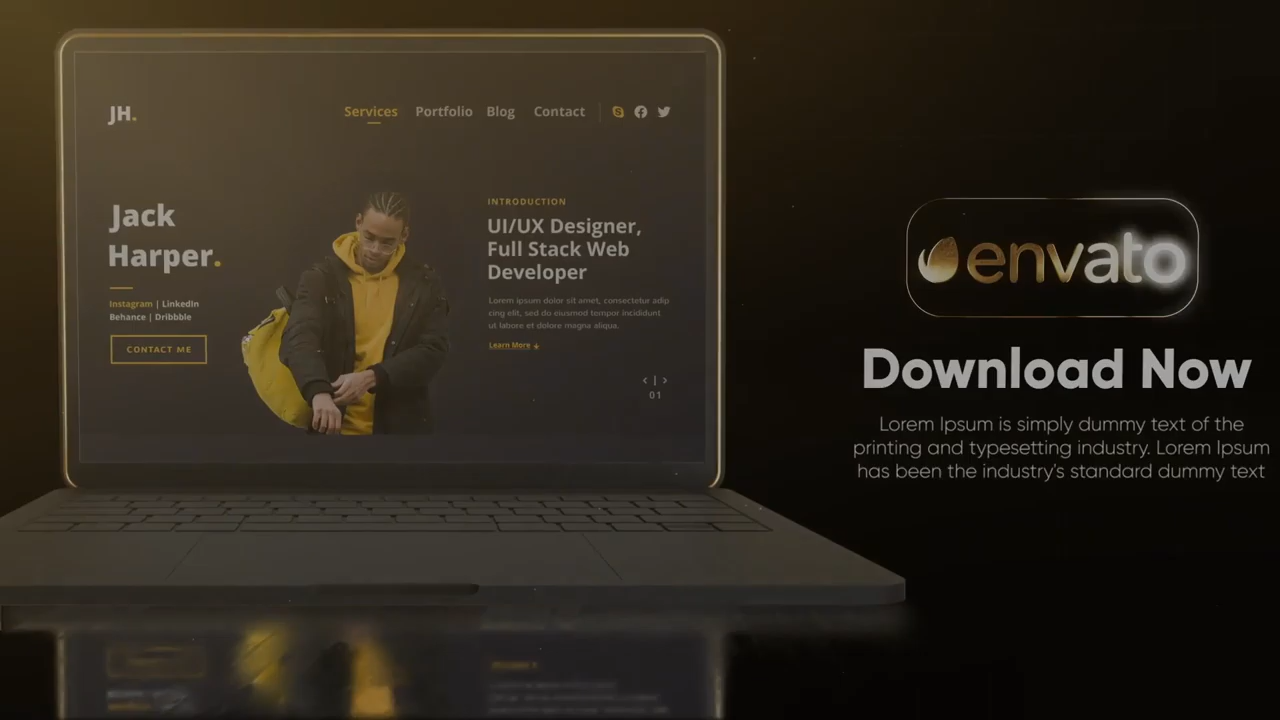 JH.
Services Portfolio Blog Contact
Jack
Harper.
Instagram | LinkedIn
Behance | Dribbble
CONTACT ME
INTRODUCTION
UI/UX Designer,
Full Stack Web
Developer
Lorem ipsum dolor sit amet, consectetur adip
cing elit, sed do eiusmod tempor incididunt
ut labore et dolore magna aliqua.
Learn More
01
envato
Download Now
Lorem Ipsum is simply dummy text of the
printing and typesetting industry. Lorem Ipsum
has been the industry's standard dummy text